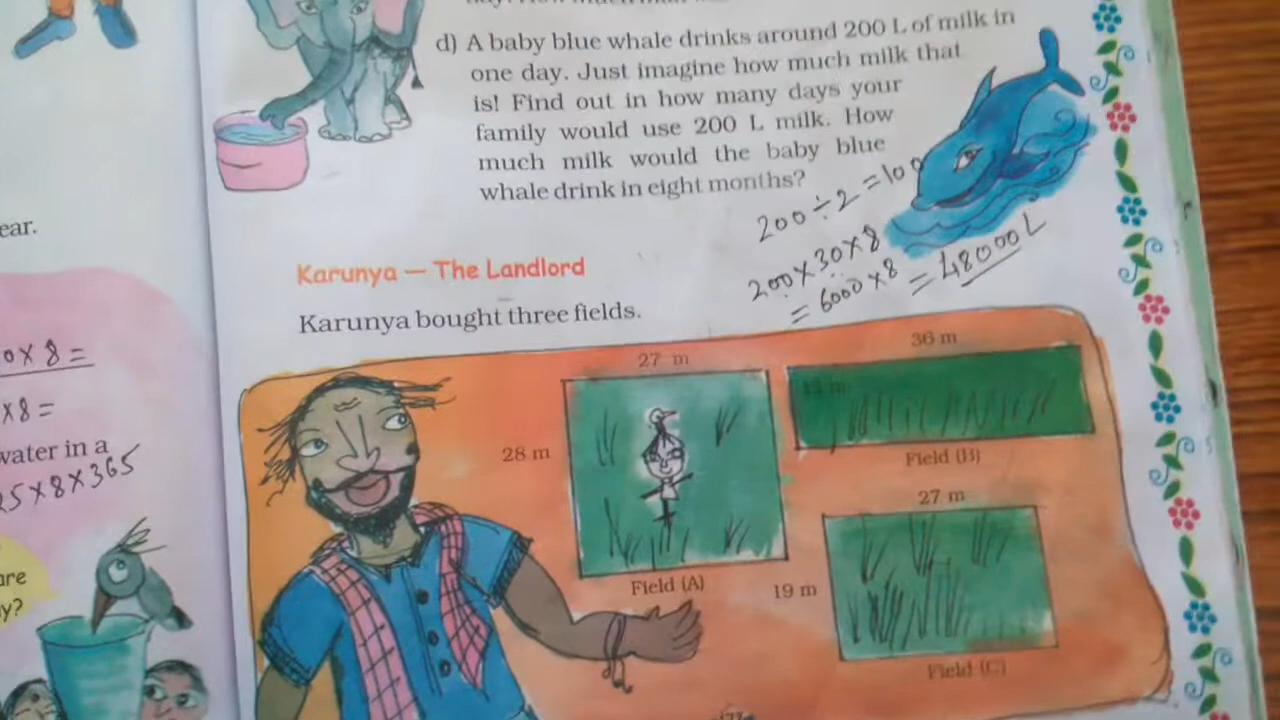 d) A baby blue whale drinks around 200 L of milk in
one day. Just imagine how much milk that
is! Find out in how many days your
family would use 200 L milk. How
much milk would the baby blue
whale drink in eight months?
200 ÷ 2 = 100
200 × 30 × 8
= 6000 × 8 = 48000 L
ear.
0 × 8 =
× 8 =
water in a
25 × 8 × 365
are
y?
Karunya — The Landlord
Karunya bought three fields.
27 m
28 m
Field (A)
36 m
Field (B)
27 m
19 m
Field (C)